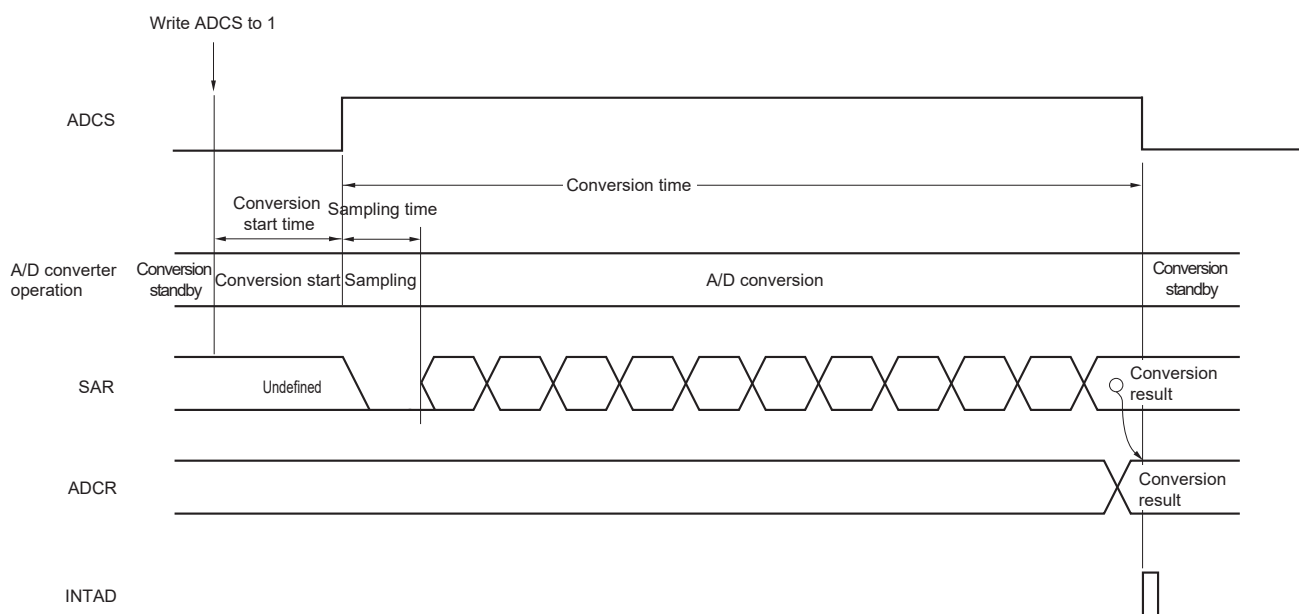 Write ADCS to 1
ADCS
Conversion time
Conversion
start time
Sampling time
A/D converter
operation
Conversion
standby
Conversion start
Sampling
A/D conversion
Conversion
standby
SAR
Undefined
Conversion
result
ADCR
Conversion
result
INTAD